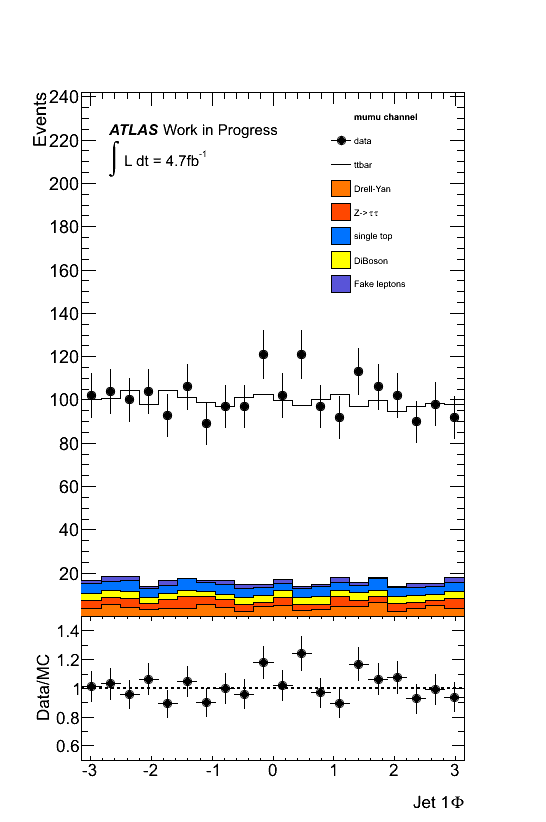 Events
240
220
200
180
160
140
120
100
80
60
40
20
ATLAS Work in Progress
∫ L dt = 4.7fb⁻¹
mumu channel
data
ttbar
Drell-Yan
Z->ττ
single top
DiBoson
Fake leptons
Data/MC
1.4
1.2
1
0.8
0.6
-3 -2 -1 0 1 2 3
Jet 1Φ